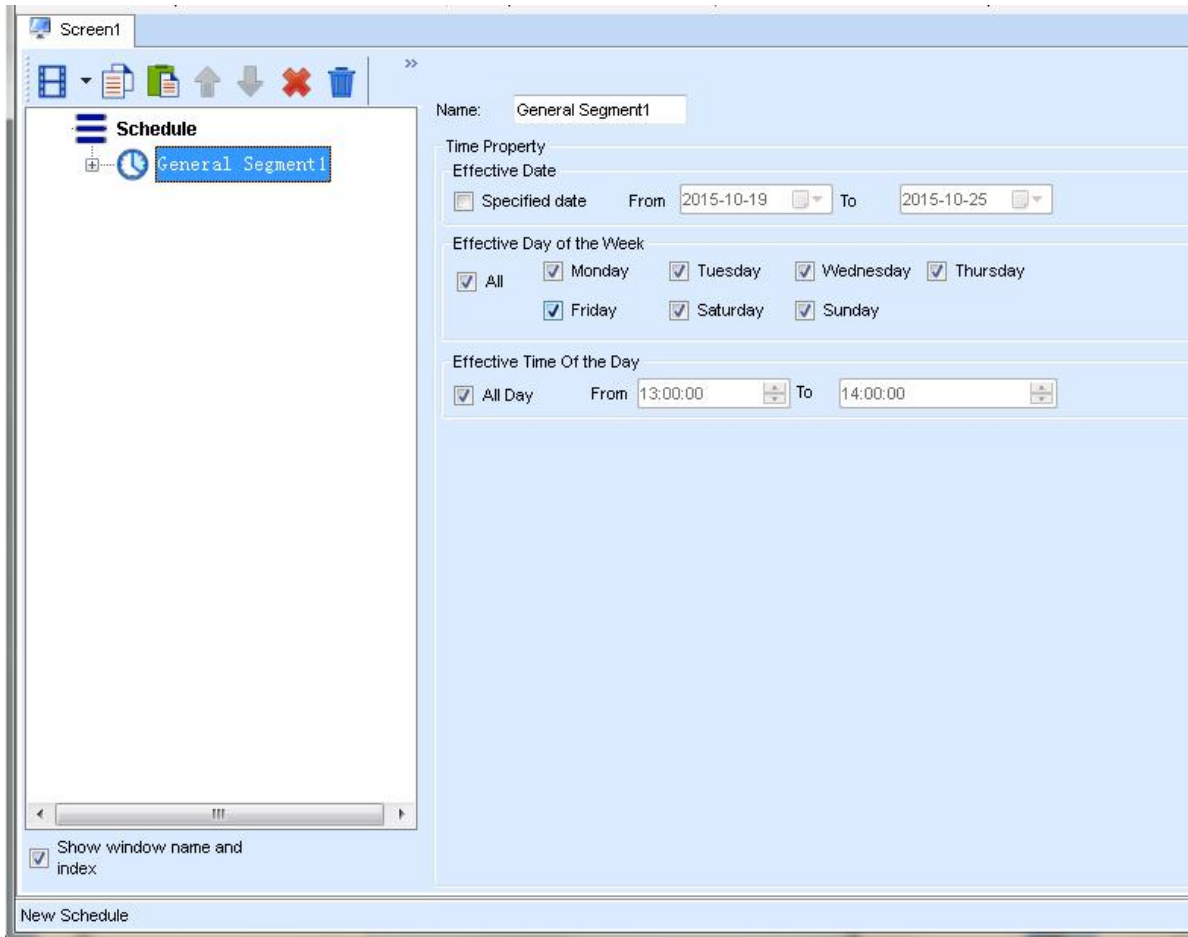 Screen1
»
Name: General Segment1
Schedule
General Segment1
Time Property
Effective Date
Specified date From 2015-10-19 To 2015-10-25
Effective Day of the Week
All Monday Tuesday Wednesday Thursday
Friday Saturday Sunday
Effective Time Of the Day
All Day From 13:00:00 To 14:00:00
Show window name and
index
New Schedule